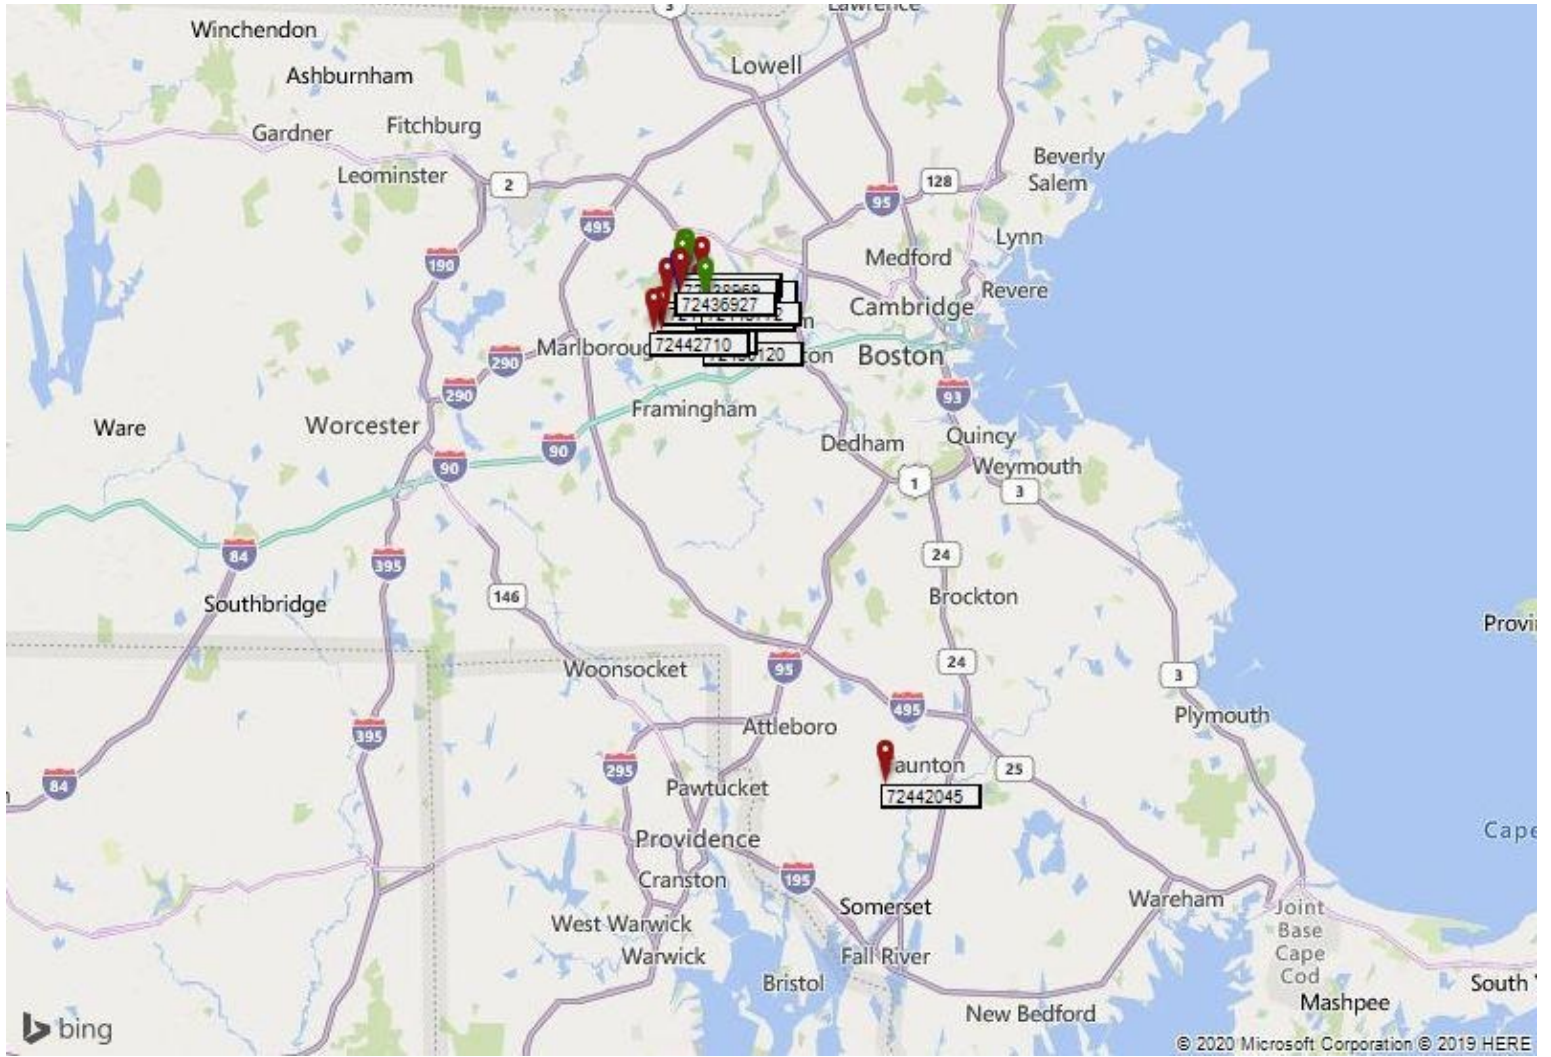 3
Lawrence
Winchendon
Lowell
Ashburnham
Gardner
Fitchburg
Leominster
2
128
Beverly
Salem
95
495
Lynn
190
Medford
Revere
72436927
Cambridge
Marlboroug
72442710
Boston
290
290
93
Framingham
Ware
Worcester
Dedham
Quincy
Weymouth
90
90
1
3
84
395
24
146
Brockton
Southbridge
Provi
Woonsocket
95
24
3
495
Plymouth
Attleboro
395
295
aunton
25
84
Pawtucket
72442045
Providence
Cape
Cranston
195
Somerset
Wareham
Joint
Base
Cape
Cod
West Warwick
Warwick
Fall River
Bristol
South
Mashpee
New Bedford
bing
© 2020 Microsoft Corporation © 2019 HERE